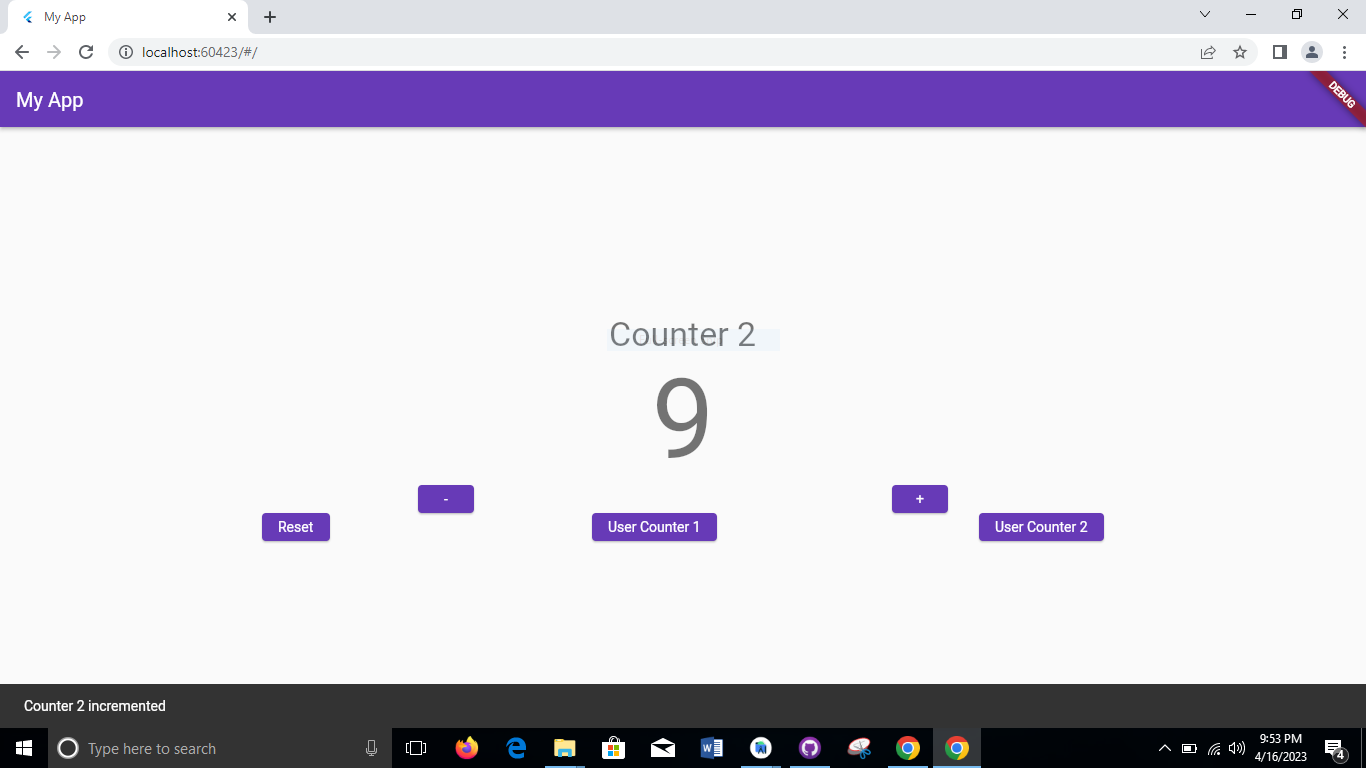 My App
localhost:60423/#/
My App
DEBUG
Counter 2
9
- +
Reset User Counter 1 User Counter 2
Counter 2 incremented
Type here to search
9:53 PM
4/16/2023
4